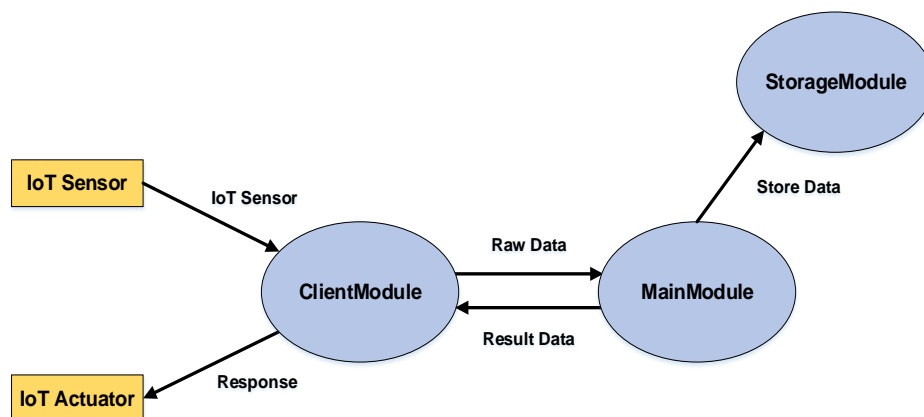 StorageModule
IoT Sensor
IoT Sensor
Store Data
Raw Data
ClientModule
MainModule
Result Data
Response
IoT Actuator